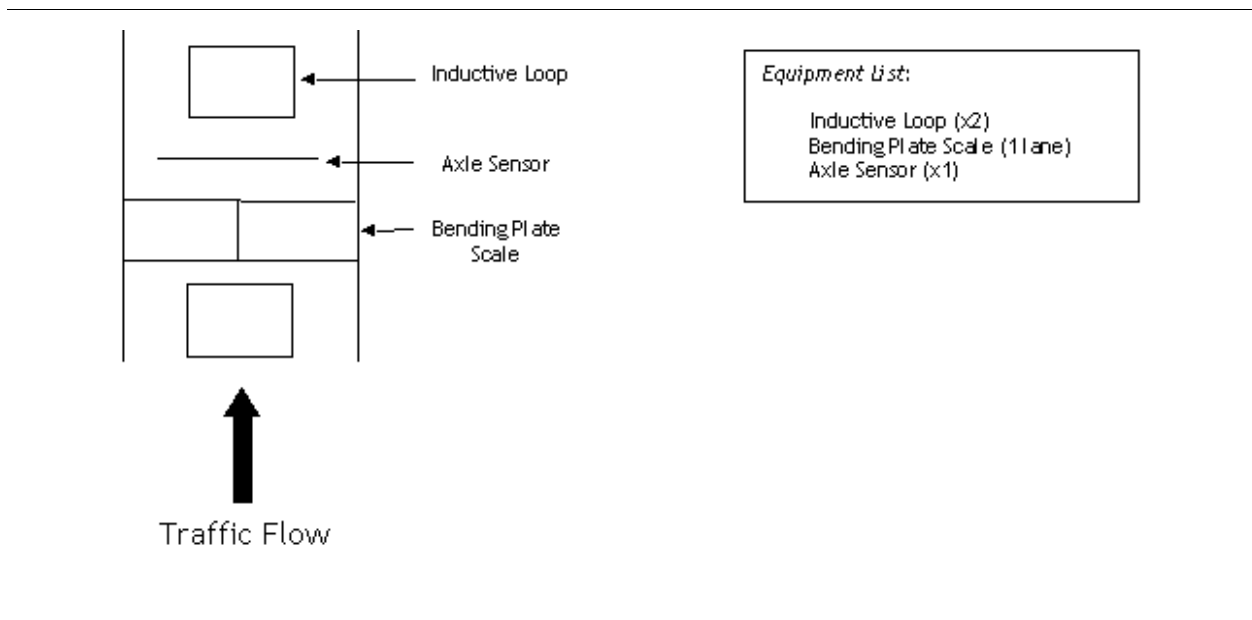 Inductive Loop
Axle Sensor
Bending Plate
Scale
Traffic Flow
Equipment List:
Inductive Loop (x2)
Bending Plate Scale (1 lane)
Axle Sensor (x1)